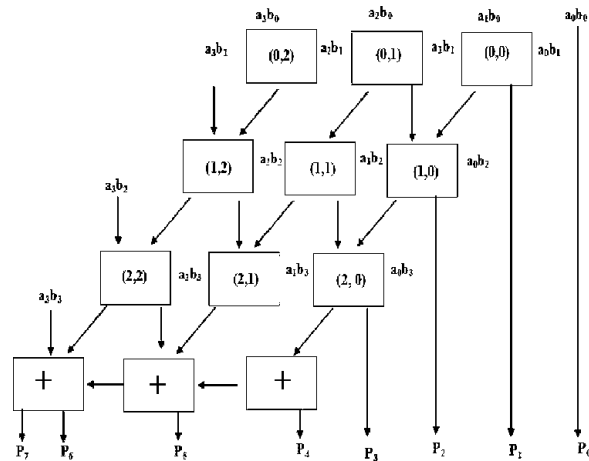 a₃b₀ a₂b₀ a₁b₀ a₀b₀
a₃b₁ (0,2) a₂b₁ (0,1) a₁b₁ (0,0) a₀b₁
(1,2) a₂b₂ (1,1) a₁b₂ (1,0) a₀b₂
a₃b₂
(2,2) a₂b₃ (2,1) a₁b₃ (2, 0) a₀b₃
a₃b₃
+ + +
P₇ P₆ P₅ P₄ P₃ P₂ P₁ P₀